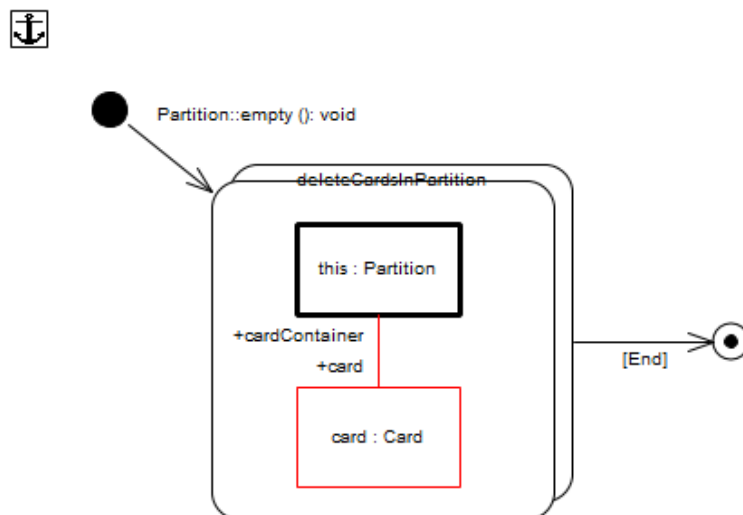 Partition::empty (): void
deleteCardsInPartition
this : Partition
+cardContainer
+card
[End]
card : Card